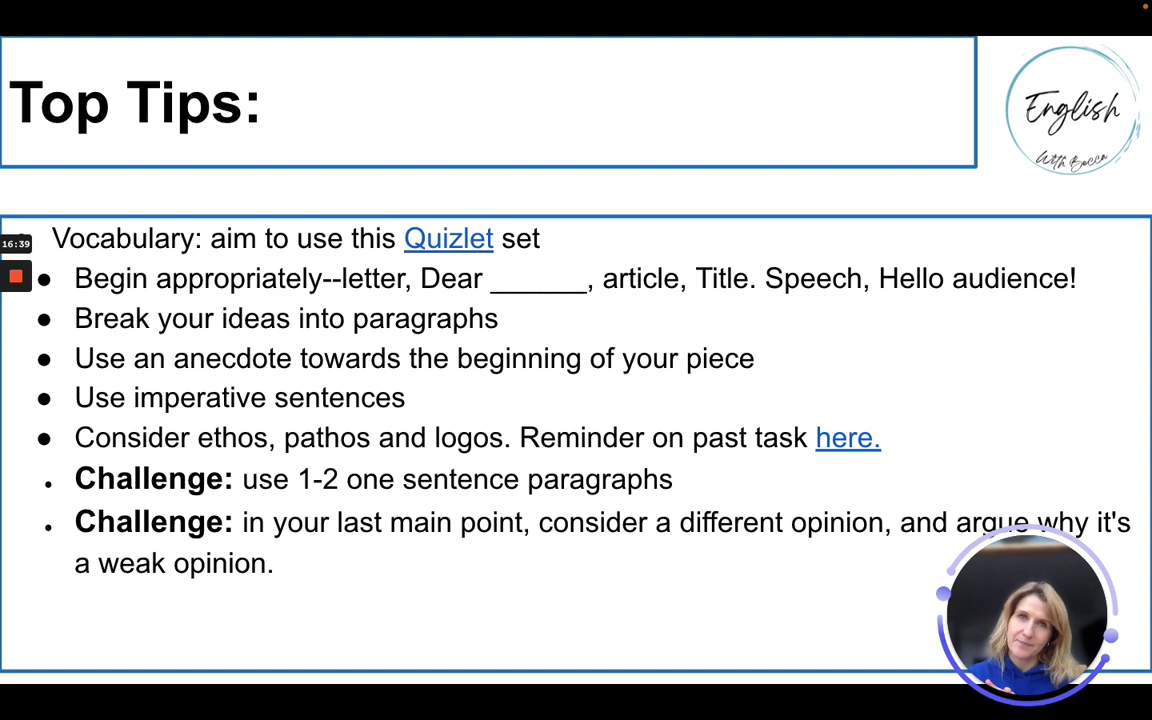 Top Tips:
English
With Becca
16:39
Vocabulary: aim to use this Quizlet set
● Begin appropriately--letter, Dear ______, article, Title. Speech, Hello audience!
● Break your ideas into paragraphs
● Use an anecdote towards the beginning of your piece
● Use imperative sentences
● Consider ethos, pathos and logos. Reminder on past task here.
● Challenge: use 1-2 one sentence paragraphs
● Challenge: in your last main point, consider a different opinion, and argue why it's
a weak opinion.